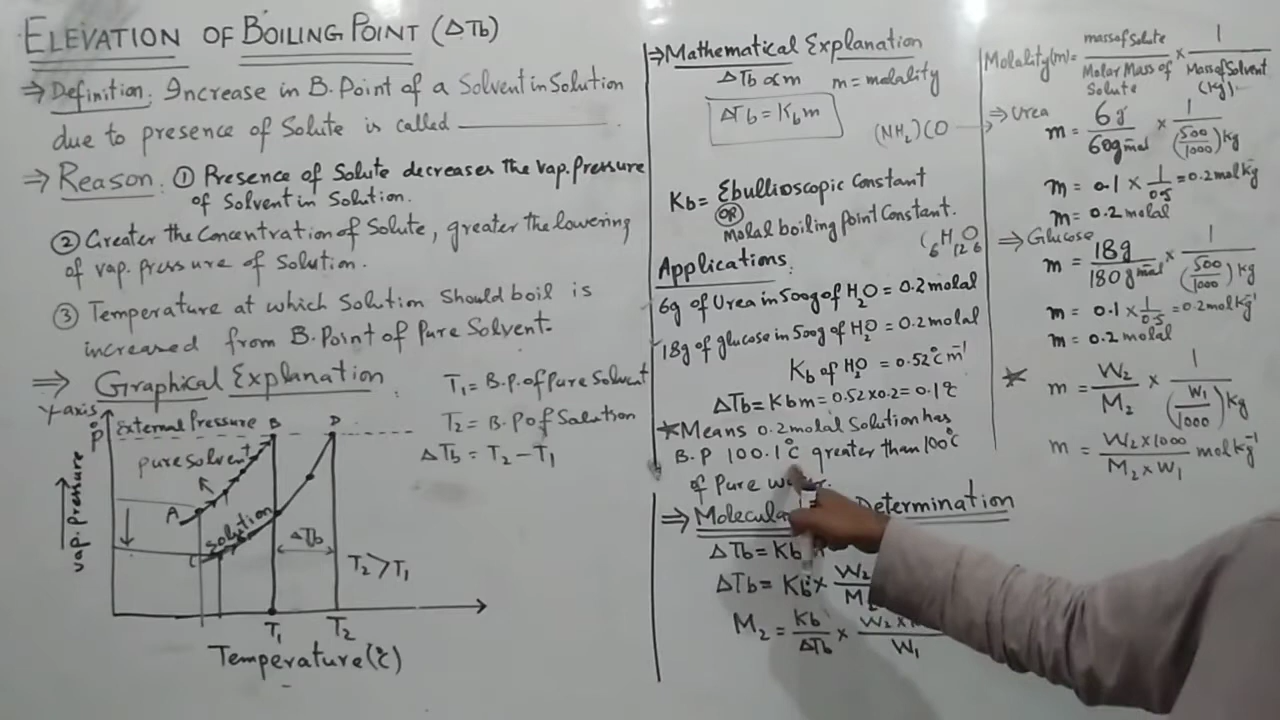 ELEVATION OF BOILING POINT (ΔTb)
⇒ Definition: Increase in B. Point of a Solvent in Solution
due to presence of Solute is called ________.
⇒ Reason. ① Presence of Solute decreases the vap. pressure
of Solvent in Solution.
② Greater the Concentration of Solute, greater the lowering
of vap. pressure of Solution.
③ Temperature at which Solution Should boil is
increased from B. Point of Pure Solvent.
⇒ Graphical Explanation.
T₁ = B.P. of Pure Solvent
T₂ = B.P of Solution
ΔTb = T₂ - T₁
Y-axis
P°
External Pressure B D
pure solvent
A
solution
C
ΔTb
T₂ > T₁
vap. Pressure
T₁ T₂
Temperature (°C)
⇒ Mathematical Explanation
ΔTb ∝ m m = molality
ΔTb = Kb m
(NH₂)CO
Kb = Ebullioscopic Constant
OR
Molal boiling point Constant.
C₆H₁₂O₆
Applications.
6g of Urea in 500g of H₂O = 0.2 molal
18g of glucose in 500g of H₂O = 0.2 molal
Kb of H₂O = 0.52°C m⁻¹
ΔTb = Kb m = 0.52 x 0.2 = 0.1°C
★ Means 0.2 molal Solution has
B.P 100.1°C greater than 100°C
of Pure
⇒ Determination
ΔTb = Kb
ΔTb = Kb x W₂
M₂ = Kb/ΔTb x W₂ x / W₁
Molality (m) = mass of Solute / Molar Mass of Solute x 1 / Mass of Solvent (Kg).
⇒ Urea
m = 6g / 60g mol⁻¹ x 1 / (500/1000) Kg
m = 0.1 x 1/0.5 = 0.2 mol Kg⁻¹
m = 0.2 molal
⇒ Glucose
m = 18g / 180g mol⁻¹ x 1 / (500/1000) Kg
m = 0.1 x 1/0.5 = 0.2 mol Kg⁻¹
m = 0.2 molal
★ m = W₂/M₂ x 1 / (W₁/1000) Kg
m = W₂ x 1000 / M₂ x W₁ mol Kg⁻¹